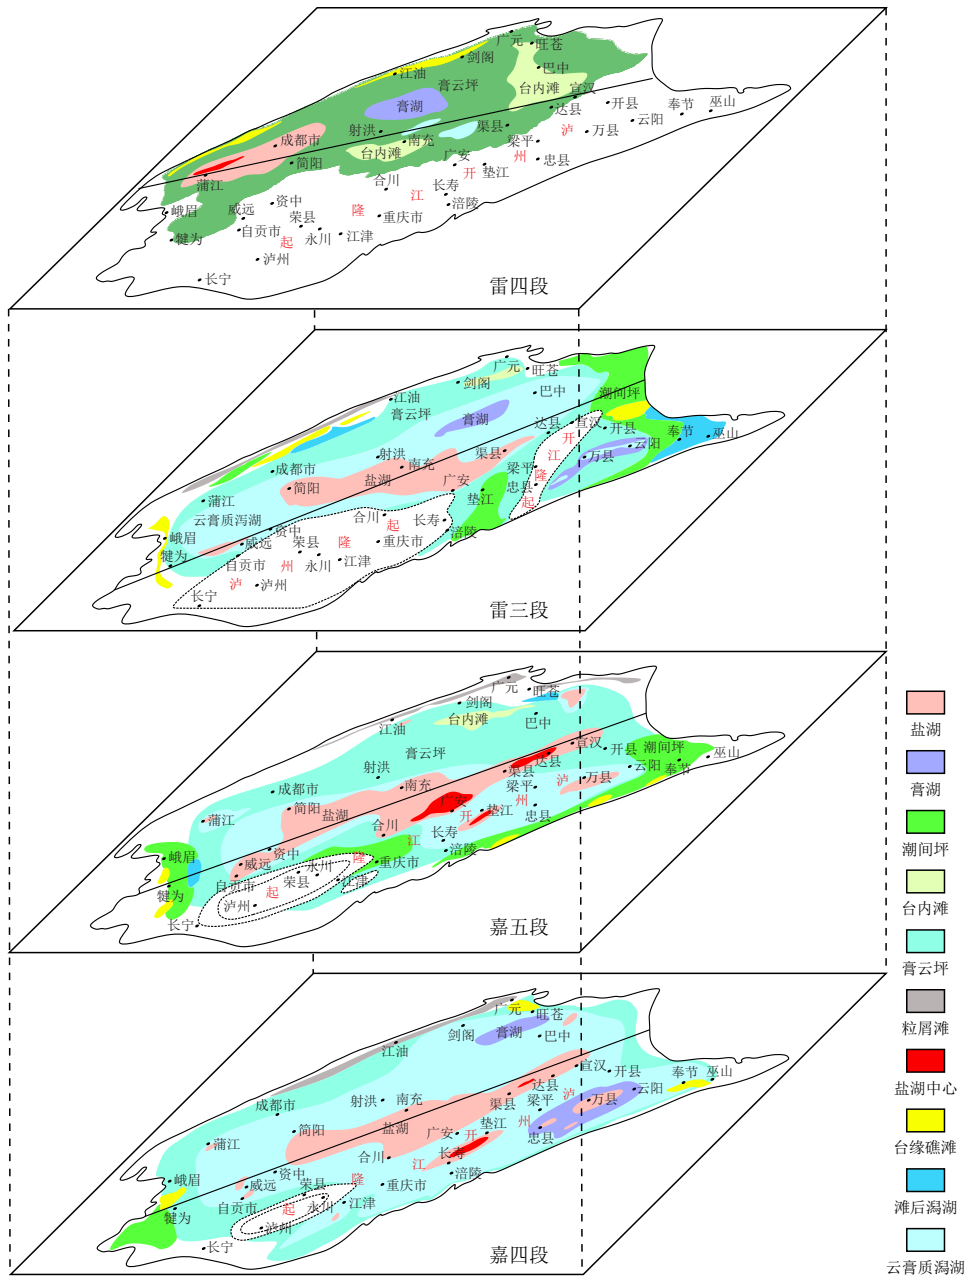 广元
旺苍
剑阁
江油
巴中
膏云坪
台内滩
宣汉
膏湖
达县
开县
奉节
巫山
云阳
射洪
渠县
泸
万县
成都市
南充
梁平
台内滩
广安
州
忠县
简阳
开
垫江
蒲江
合川
长寿
江
涪陵
资中
峨眉
威远
荣县
隆
重庆市
犍为
自贡市
起
永川
江津
泸州
长宁
雷四段
广元
旺苍
剑阁
潮间坪
江油
巴中
膏云坪
膏湖
达县
宣汉
开县
奉节
巫山
开
云阳
射洪
渠县
江
万县
成都市
南充
梁平
隆
简阳
盐湖
广安
忠县
蒲江
垫江
起
云膏质泻湖
合川
起
长寿
资中
涪陵
峨眉
威远
荣县
隆
重庆市
犍为
自贡市
州
永川
江津
泸
泸州
长宁
雷三段
广元
旺苍
剑阁
台内滩
巴中
江油
宣汉
开县
潮间坪
巫山
膏云坪
达县
云阳
奉节
射洪
渠县
泸
万县
成都市
南充
梁平
简阳
盐湖
广安
州
蒲江
开
垫江
忠县
合川
长寿
江
涪陵
峨眉
资中
威远
隆
重庆市
永川
自贡市
荣县
江津
犍为
起
泸州
长宁
嘉五段
广元
旺苍
剑阁
膏湖
巴中
江油
宣汉
开县
奉节
巫山
达县
云阳
成都市
射洪
南充
渠县
梁平
泸
万县
简阳
盐湖
广安
开
垫江
州
忠县
蒲江
合川
长寿
江
涪陵
峨眉
资中
威远
荣县
隆
重庆市
犍为
自贡市
起
永川
江津
泸州
长宁
嘉四段
盐湖
膏湖
潮间坪
台内滩
膏云坪
粒屑滩
盐湖中心
台缘礁滩
滩后潟湖
云膏质潟湖